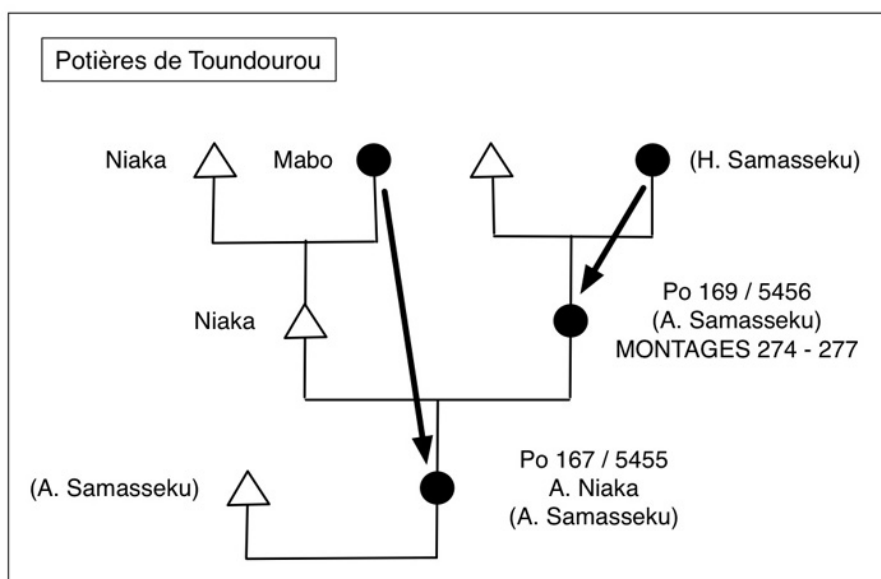 Potières de Toundourou
Niaka
Mabo
(H. Samasseku)
Niaka
Po 169 / 5456
(A. Samasseku)
MONTAGES 274 - 277
(A. Samasseku)
Po 167 / 5455
A. Niaka
(A. Samasseku)